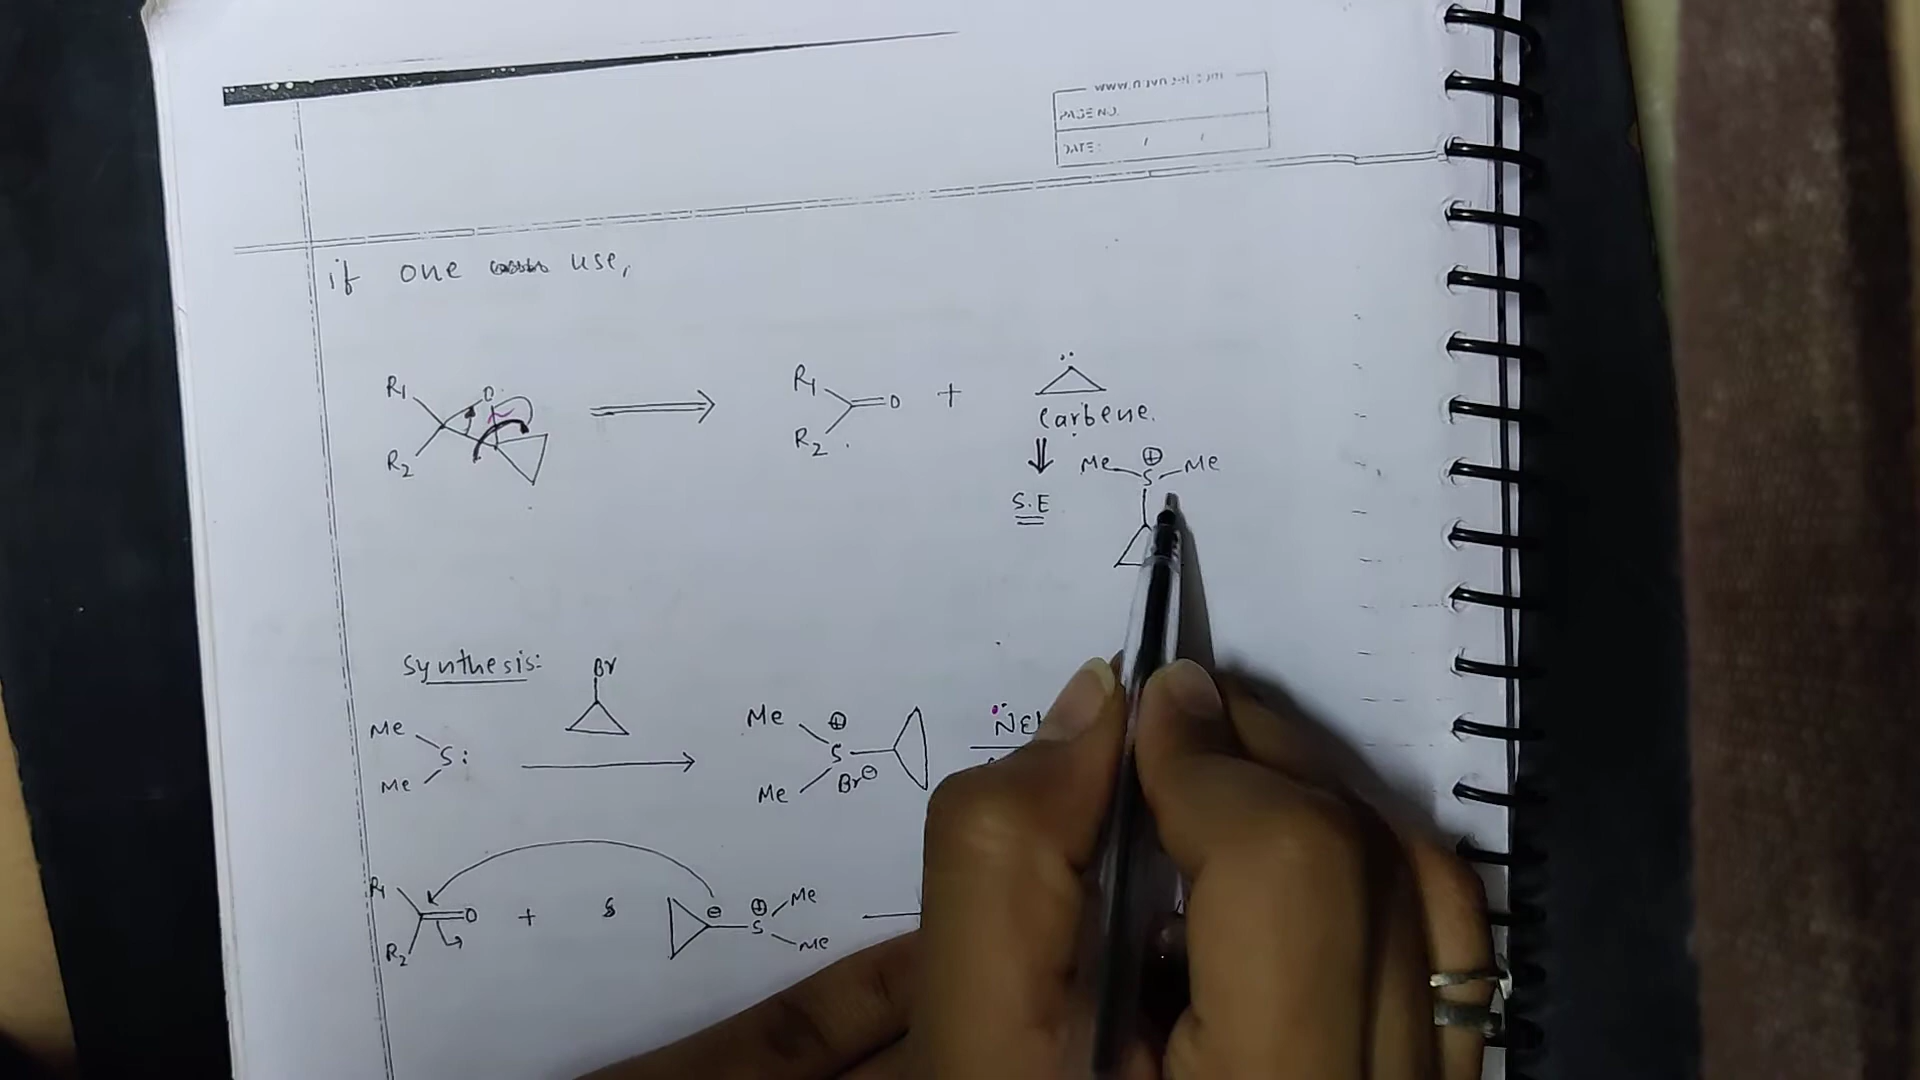 PAGE NO.
DATE: / /
if one use,
R1 O R2 ⟹ R1 =O R2 + ..
carbene.
⇓ Me S⊕ Me
S.E
Synthesis: Br
Me S: Me → Me S⊕ Me Br⊖
R1 =O R2 + ⊖ S⊕ Me Me